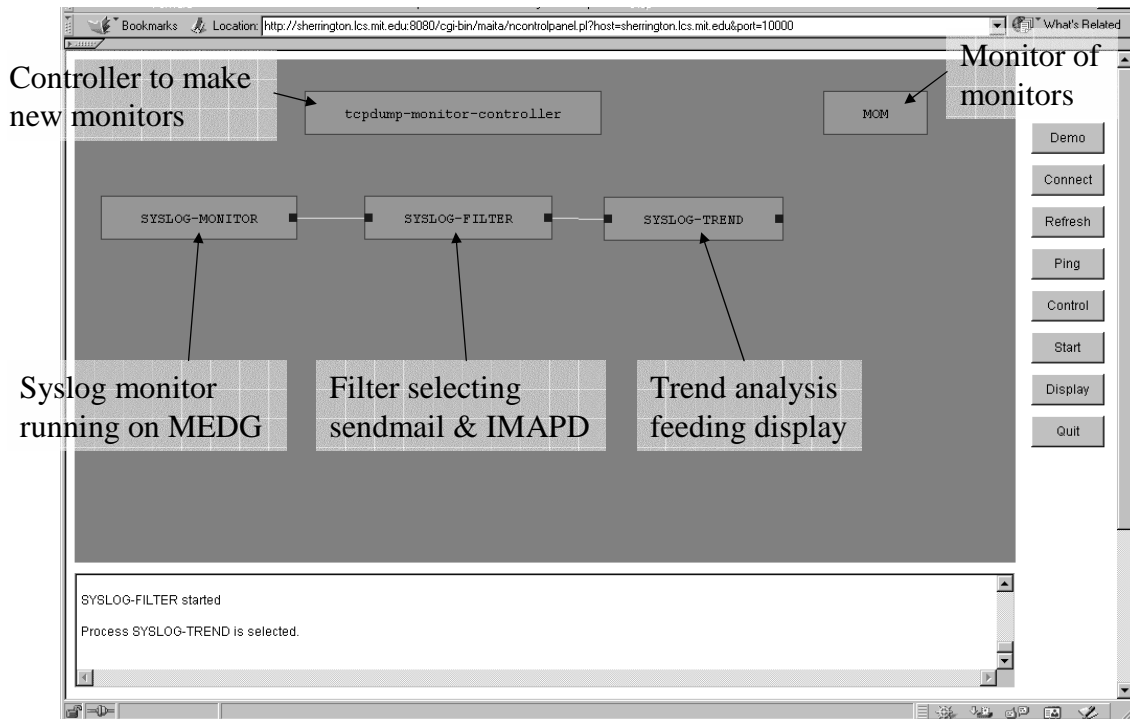 Bookmarks Location: http://sherrington.lcs.mit.edu:8080/cgi-bin/maita/ncontrolpanel.pl?host=sherrington.lcs.mit.edu&port=10000 What's Related
Controller to make
new monitors
tcpdump-monitor-controller
MOM
Monitor of
monitors
Demo
Connect
SYSLOG-MONITOR
SYSLOG-FILTER
SYSLOG-TREND
Refresh
Ping
Control
Start
Display
Quit
Syslog monitor
running on MEDG
Filter selecting
sendmail & IMAPD
Trend analysis
feeding display
SYSLOG-FILTER started
Process SYSLOG-TREND is selected.